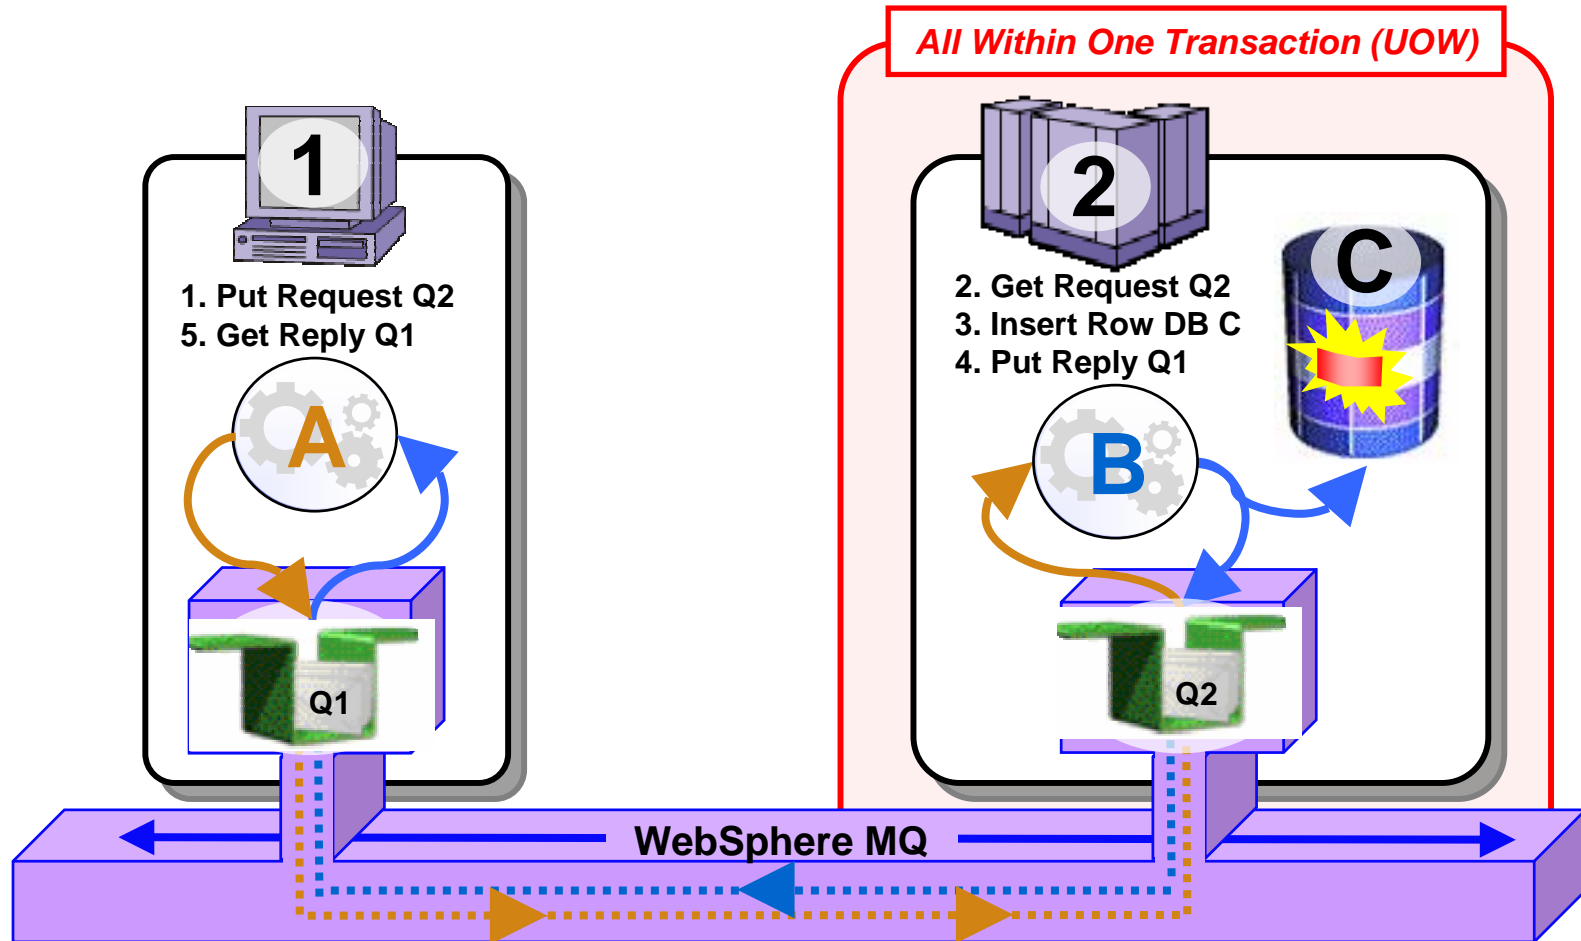 All Within One Transaction (UOW)
1
1. Put Request Q2
5. Get Reply Q1
A
Q1
2
C
2. Get Request Q2
3. Insert Row DB C
4. Put Reply Q1
B
Q2
WebSphere MQ